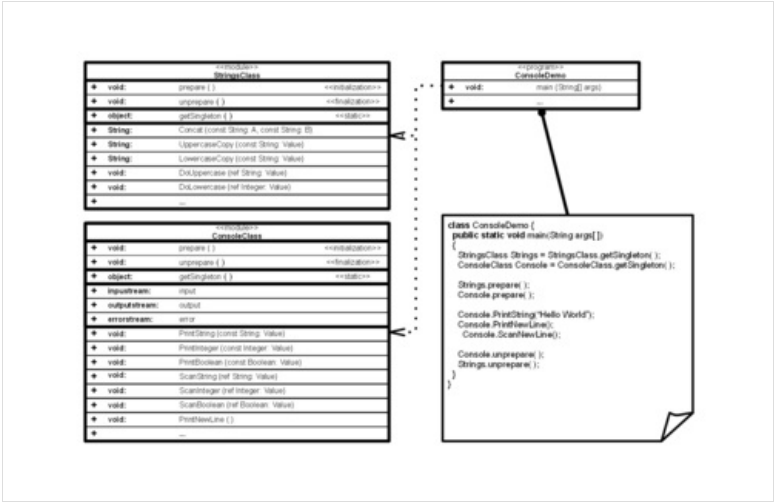 <<module>>
StringsClass
+ void: prepare ( ) <<initialization>>
+ void: unprepare ( ) <<finalization>>
+ object: getSingleton ( ) <<static>>
+ String: Concat (const String: A, const String: B)
+ String: UppercaseCopy (const String: Value)
+ String: LowercaseCopy (const String: Value)
+ void: DoUppercase (ref String: Value)
+ void: DoLowercase (ref Integer: Value)
+ ...
<<module>>
ConsoleClass
+ void: prepare ( ) <<initialization>>
+ void: unprepare ( ) <<finalization>>
+ object: getSingleton ( ) <<static>>
+ inpustream: input
+ outputstream: output
+ errorstream: error
+ void: PrintString (const String: Value)
+ void: PrintInteger (const Integer: Value)
+ void: PrintBoolean (const Boolean: Value)
+ void: ScanString (ref String: Value)
+ void: ScanInteger (ref Integer: Value)
+ void: ScanBoolean (ref Boolean: Value)
+ void: PrintNewLine ( )
+ ...
<<program>>
ConsoleDemo
+ void: main (String[] args)
+ ...
class ConsoleDemo {
public static void main(String args[ ])
{
StringsClass Strings = StringsClass.getSingleton( );
ConsoleClass Console = ConsoleClass.getSingleton( );
Strings.prepare( );
Console.prepare( );
Console.PrintString("Hello World");
Console.PrintNewLine();
Console.ScanNewLine();
Console.unprepare( );
Strings.unprepare( );
}
}